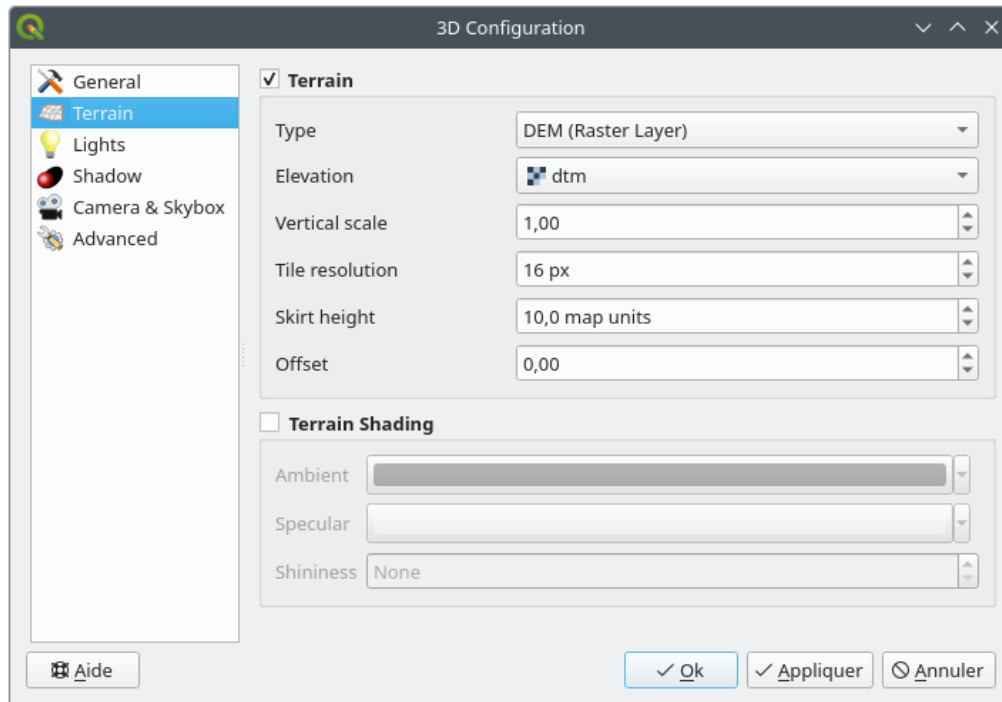 3D Configuration
General
Terrain
Lights
Shadow
Camera & Skybox
Advanced
Terrain
Type DEM (Raster Layer)
Elevation dtm
Vertical scale 1,00
Tile resolution 16 px
Skirt height 10,0 map units
Offset 0,00
Terrain Shading
Ambient
Specular
Shininess None
Aide Ok Appliquer Annuler